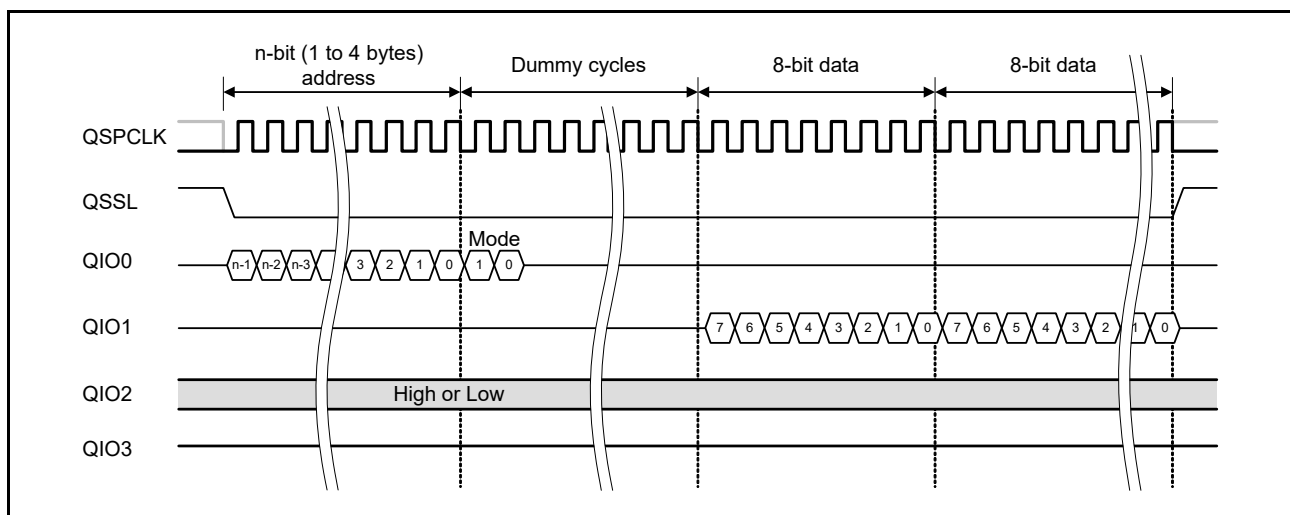 n-bit (1 to 4 bytes)
address
Dummy cycles
8-bit data
8-bit data
QSPCLK
QSSL
Mode
QIO0
n-1 n-2 n-3 3 2 1 0 1 0
QIO1
7 6 5 4 3 2 1 0 7 6 5 4 3 2 1 0
QIO2
High or Low
QIO3